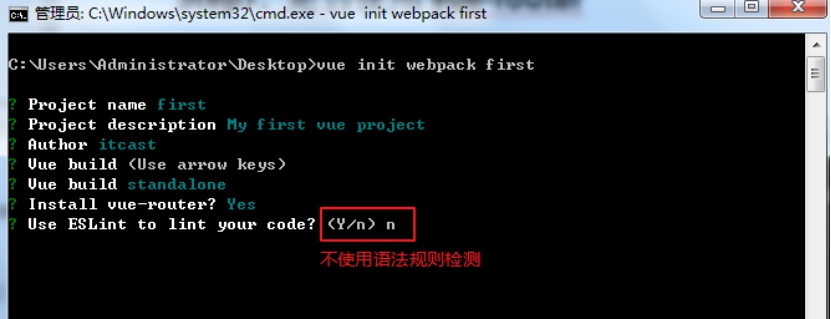 管理员: C:\Windows\system32\cmd.exe - vue  init webpack first
C:\Users\Administrator\Desktop>vue init webpack first
? Project name first
? Project description My first vue project
? Author itcast
? Vue build (Use arrow keys)
? Vue build standalone
? Install vue-router? Yes
? Use ESLint to lint your code? (Y/n) n
不使用语法规则检测